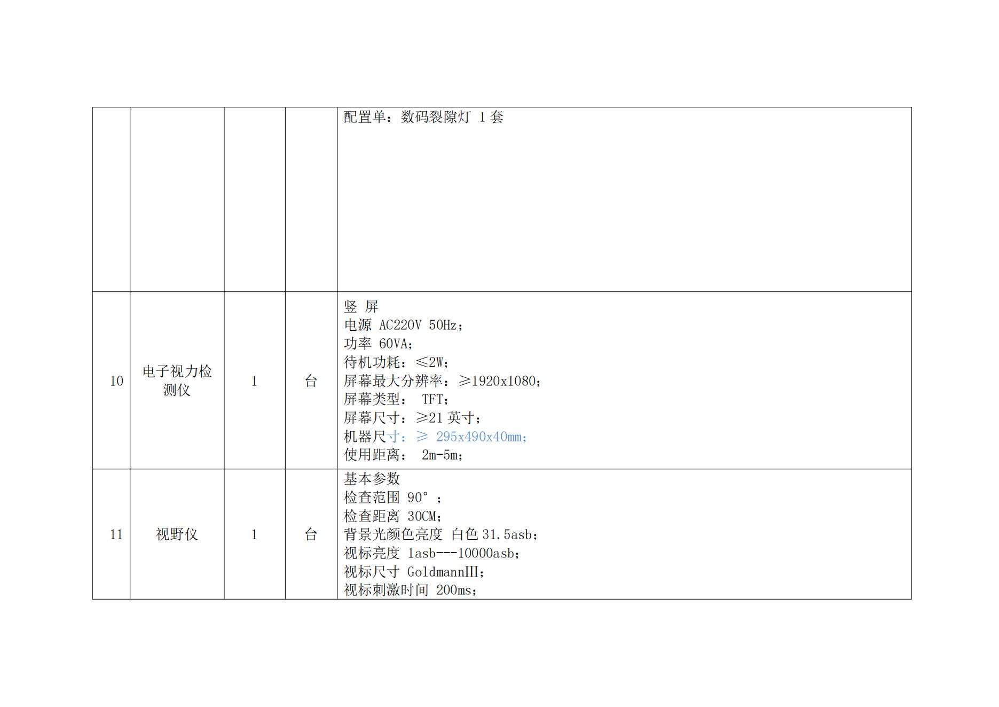 配置单：数码裂隙灯 1 套
竖 屏
电源 AC220V 50Hz；
功率 60VA；
待机功耗：≤2W；
10
电子视力检
测仪
1
台
屏幕最大分辨率：≥1920x1080；
屏幕类型： TFT；
屏幕尺寸：≥21 英寸；
机器尺寸：≥ 295x490x40mm；
使用距离： 2m-5m；
基本参数
检查范围 90°；
检查距离 30CM；
11
视野仪
1
台
背景光颜色亮度 白色 31.5asb；
视标亮度 1asb---10000asb；
视标尺寸 GoldmannⅢ；
视标刺激时间 200ms；